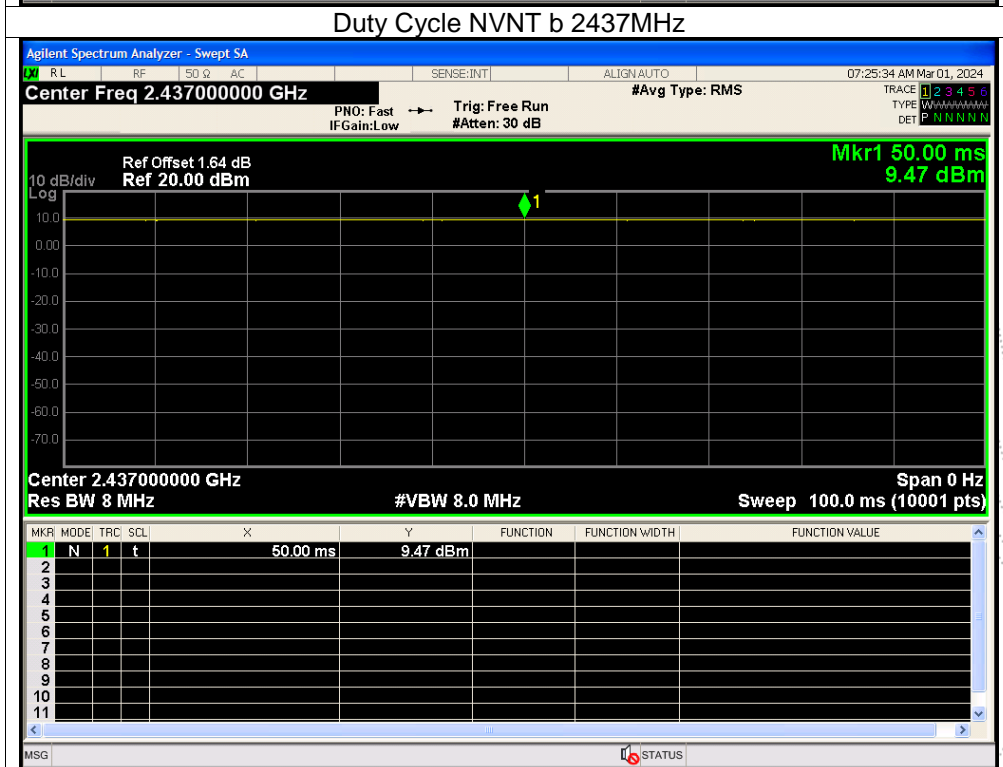 Duty Cycle NVNT b 2437MHz
Agilent Spectrum Analyzer - Swept SA
LXI RL RF 50 Ω AC SENSE:INT ALIGN AUTO 07:25:34 AM Mar 01, 2024
Center Freq 2.437000000 GHz #Avg Type: RMS TRACE 1 2 3 4 5 6
PNO: Fast Trig: Free Run TYPE WWWWWW
IFGain:Low #Atten: 30 dB DET P N N N N N
Mkr1 50.00 ms
Ref Offset 1.64 dB
10 dB/div Ref 20.00 dBm 9.47 dBm
Log
1
10.0
0.00
-10.0
-20.0
-30.0
-40.0
-50.0
-60.0
-70.0
Center 2.437000000 GHz Span 0 Hz
Res BW 8 MHz #VBW 8.0 MHz Sweep 100.0 ms (10001 pts)
MKR MODE TRC SCL X Y FUNCTION FUNCTION WIDTH FUNCTION VALUE
1 N 1 t 50.00 ms 9.47 dBm
2
3
4
5
6
7
8
9
10
11
MSG STATUS